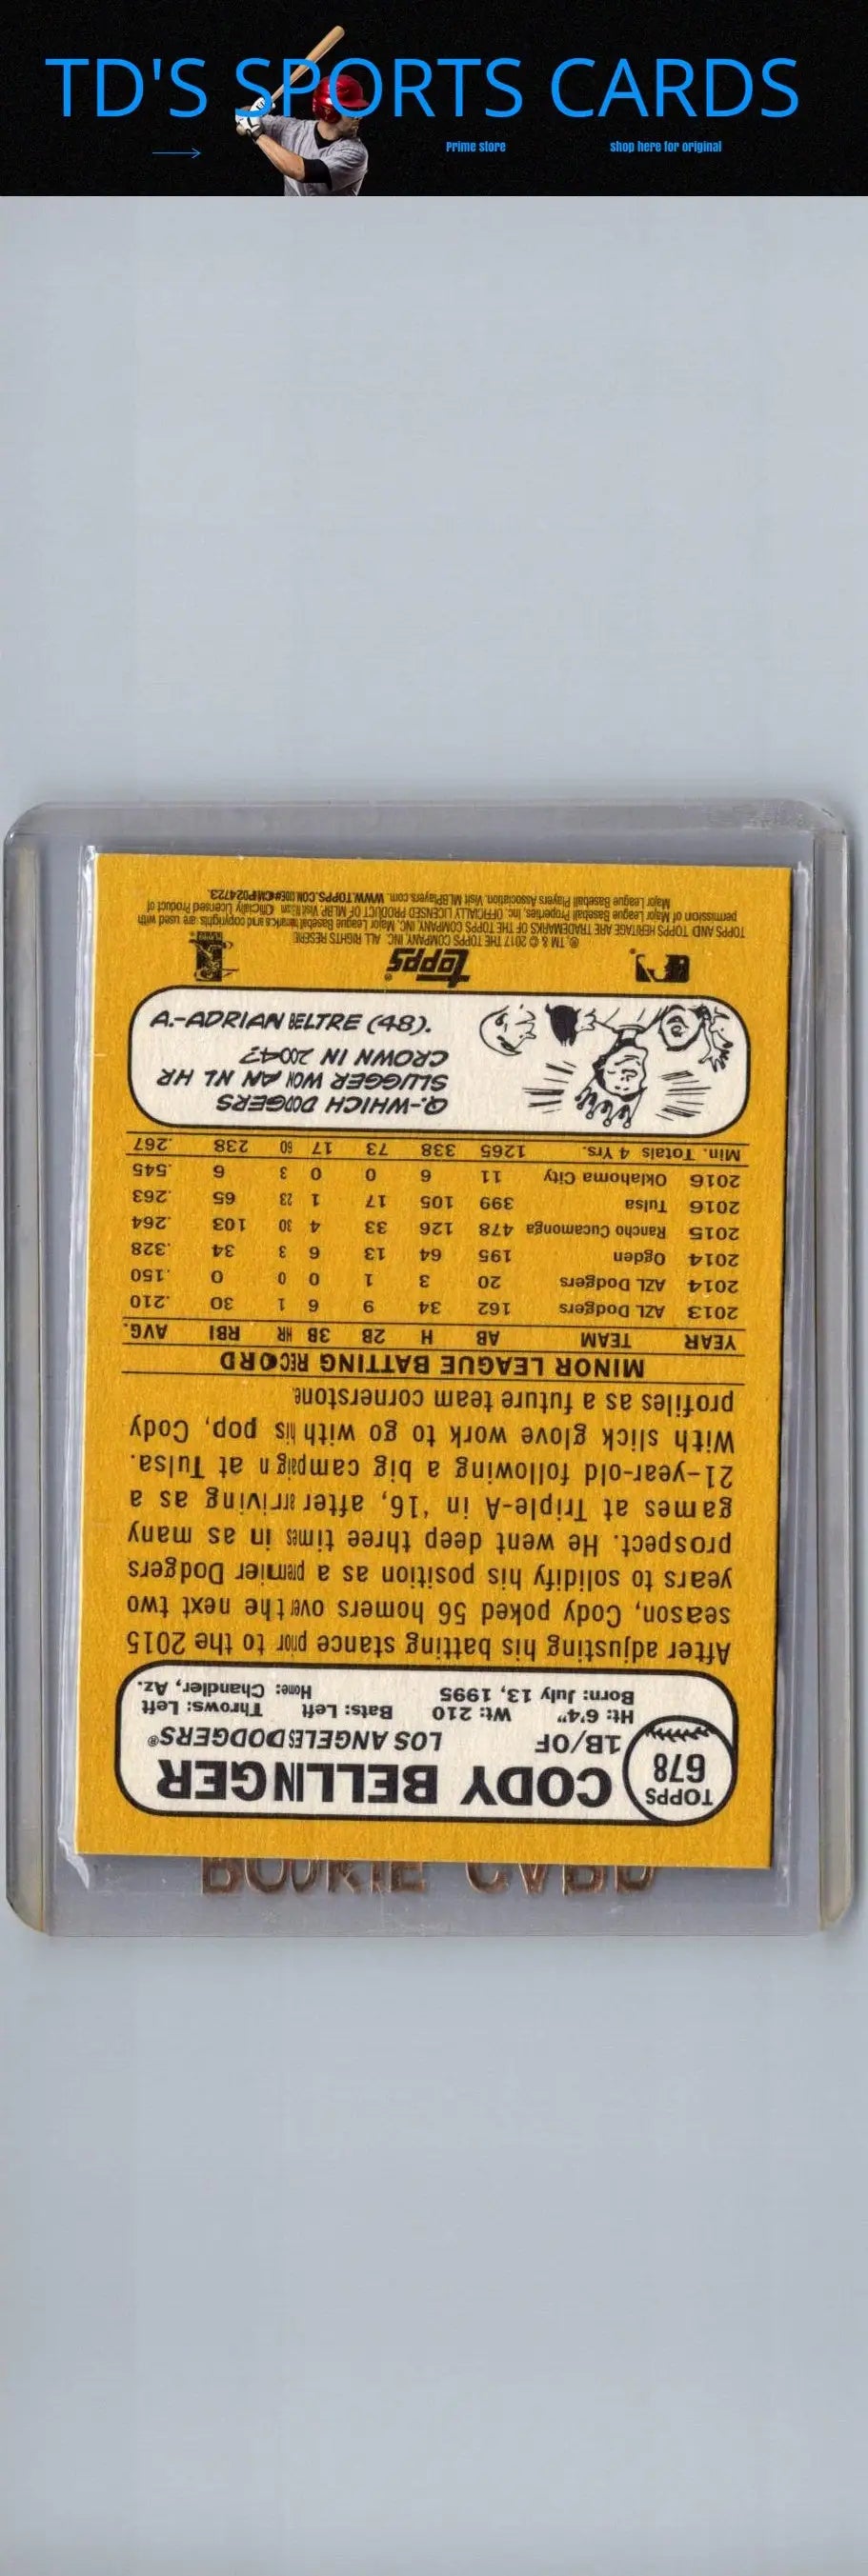 TD'S SPORTS CARDS
Prime store
shop here for original
TOPPS
678
CODY BELLINGER
1B/OF LOS ANGELES DODGERS®
Ht: 6'4" Wt: 210 Bats: Left Throws: Left
Born: July 13, 1995 Home: Chandler, Az.
After adjusting his batting stance prior to the 2015
season, Cody poked 56 homers over the next two
years to solidify his position as a premier Dodgers
prospect. He went deep three times in as many
games at Triple-A in '16, after arriving as a
21-year-old following a big campaign at Tulsa.
With slick glove work to go with his pop, Cody
profiles as a future team cornerstone.
MINOR LEAGUE BATTING RECORD
YEAR TEAM AB H 2B 3B HR RBI AVG.
2013 AZL Dodgers 162 34 9 6 1 30 .210
2014 AZL Dodgers 20 3 1 0 0 0 .150
2014 Ogden 195 64 13 6 3 34 .328
2015 Rancho Cucamonga 478 126 33 4 30 103 .264
2016 Tulsa 399 105 17 1 23 65 .263
2016 Oklahoma City 11 6 0 0 3 6 .545
Min. Totals 4 Yrs. 1265 338 73 17 60 238 .267
Q.-WHICH DODGERS
SLUGGER WON AN NL HR
CROWN IN 2004?
A.-ADRIAN BELTRE (48).
topps®
®, TM & © 2017 THE TOPPS COMPANY, INC. ALL RIGHTS
TOPPS AND TOPPS HERITAGE ARE TRADEMARKS OF THE TOPPS COMPANY, INC. Major League Baseball trademarks and copyrights are used with
permission of Major League Baseball Properties, Inc. OFFICIALLY LICENSED PRODUCT OF MLBP Officially Licensed Product of
Major League Baseball Players Association. Visit MLBPlayers.com. WWW.TOPPS.COM CODE#CMP024723.